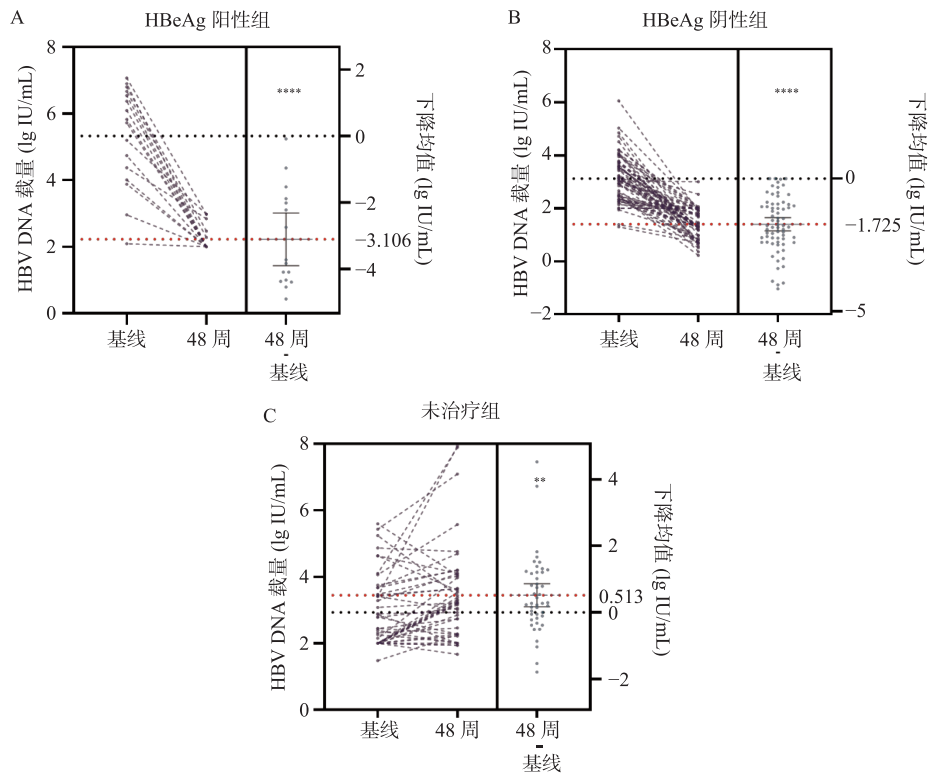 A
HBeAg 阳性组
HBV DNA 载量 (lg IU/mL)
8
6
4
2
0
2
0
−2
−3.106
−4
下降均值 (lg IU/mL)
****
基线
48 周
48 周
-
基线
B
HBeAg 阴性组
HBV DNA 载量 (lg IU/mL)
8
6
4
2
0
−2
0
−1.725
−5
下降均值 (lg IU/mL)
****
基线
48 周
48 周
-
基线
C
未治疗组
HBV DNA 载量 (lg IU/mL)
8
6
4
2
0
4
2
0.513
0
−2
下降均值 (lg IU/mL)
**
基线
48 周
48 周
-
基线